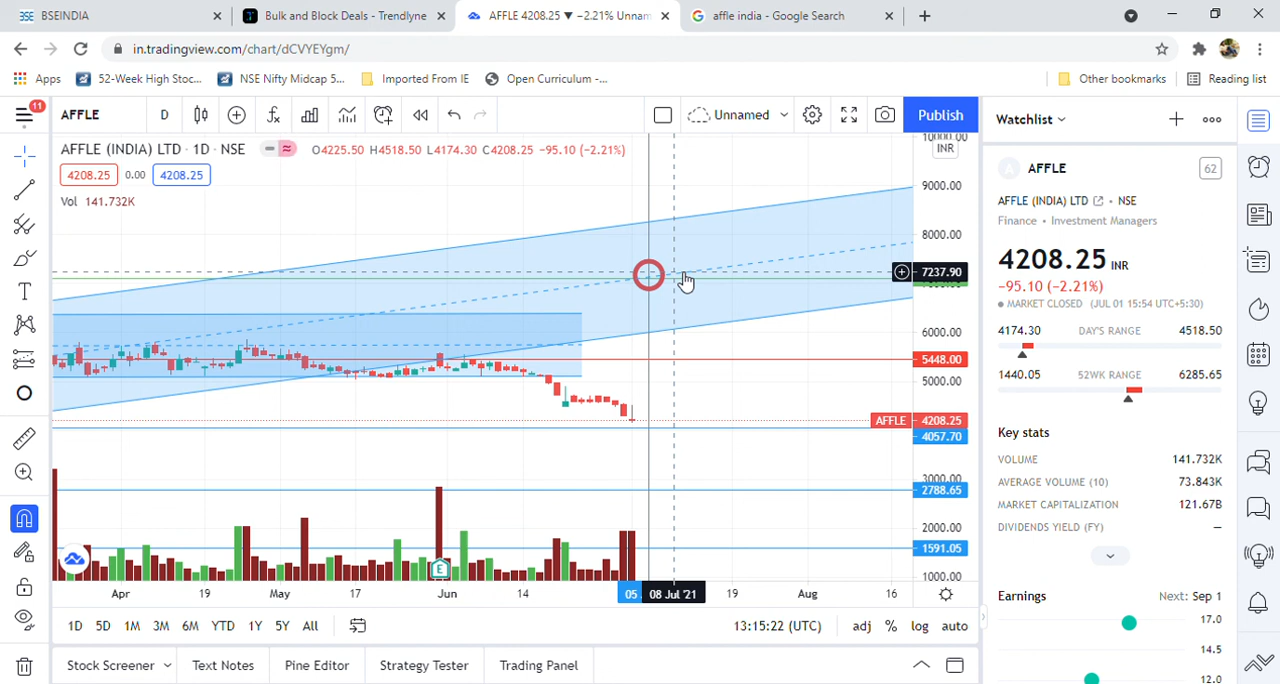 BSEINDIA
Bulk and Block Deals - Trendlyne
AFFLE 4208.25 ▼ −2.21% Unnam
affle india - Google Search
in.tradingview.com/chart/dCVYEYgm/
Apps
52-Week High Stoc...
NSE Nifty Midcap 5...
Imported From IE
Open Curriculum -...
Other bookmarks
Reading list
11
AFFLE
D
Unnamed
Publish
Watchlist
AFFLE (INDIA) LTD · 1D · NSE
O4225.50 H4518.50 L4174.30 C4208.25 −95.10 (−2.21%)
4208.25
0.00
4208.25
Vol 141.732K
10000.00
INR
9000.00
8000.00
7237.90
6000.00
5448.00
5000.00
AFFLE
4208.25
4057.70
3000.00
2788.65
2000.00
1591.05
1000.00
E
Apr
19
May
17
Jun
14
05
08 Jul '21
19
Aug
16
1D
5D
1M
3M
6M
YTD
1Y
5Y
All
13:15:22 (UTC)
adj
%
log
auto
Stock Screener
Text Notes
Pine Editor
Strategy Tester
Trading Panel
A
AFFLE
62
AFFLE (INDIA) LTD • NSE
Finance • Investment Managers
4208.25 INR
−95.10 (−2.21%)
MARKET CLOSED (JUL 01 15:54 UTC+5:30)
4174.30
DAY'S RANGE
4518.50
1440.05
52WK RANGE
6285.65
Key stats
VOLUME
141.732K
AVERAGE VOLUME (10)
73.843K
MARKET CAPITALIZATION
121.67B
DIVIDENDS YIELD (FY)
—
Earnings
Next: Sep 1
17.0
14.5
12.0